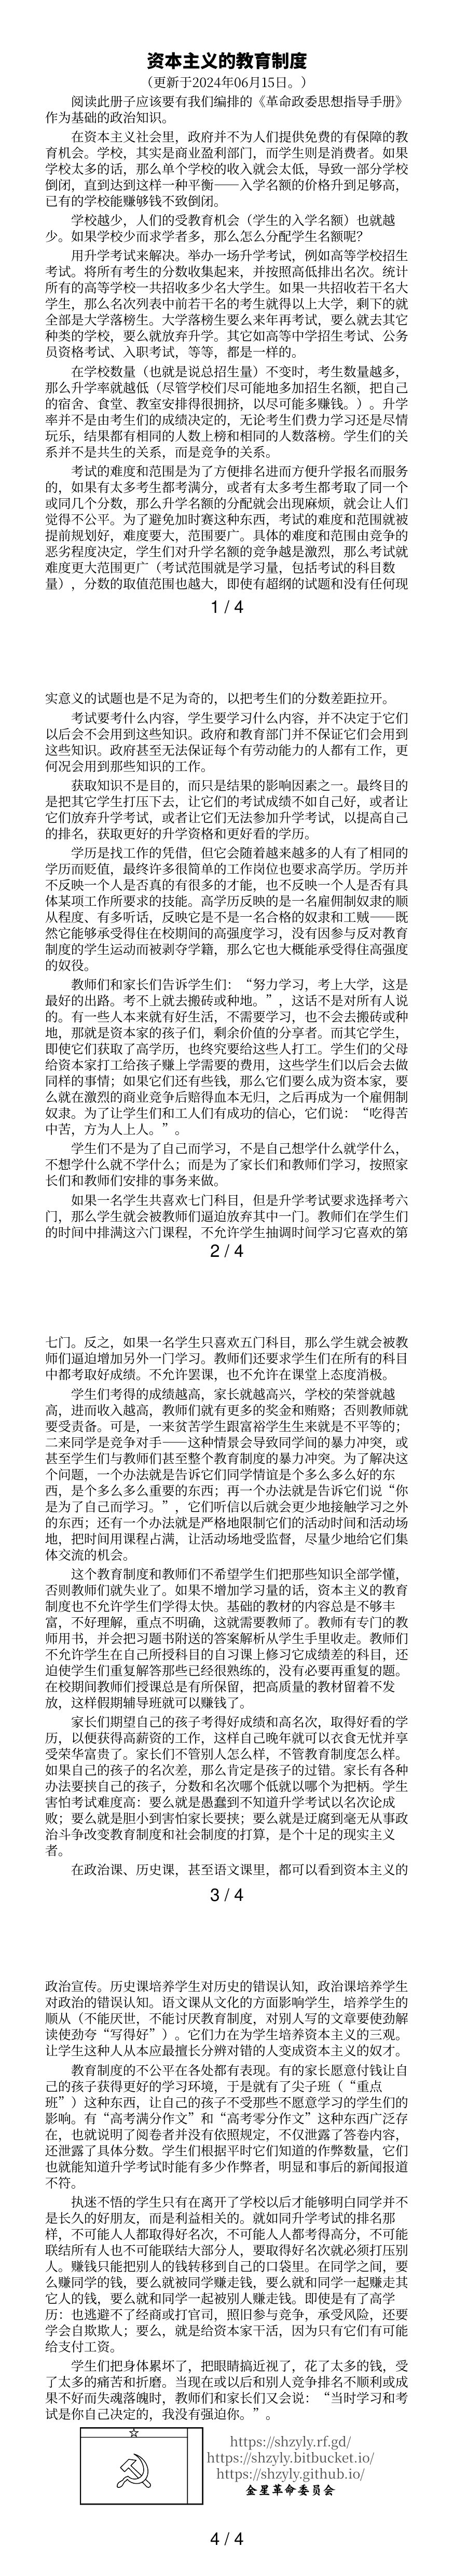 资本主义的教育制度
（更新于2024年06月15日。）
阅读此册子应该要有我们编排的《革命政委思想指导手册》
作为基础的政治知识。
在资本主义社会里，政府并不为人们提供免费的有保障的教
育机会。学校，其实是商业盈利部门，而学生则是消费者。如果
学校太多的话，那么单个学校的收入就会太低，导致一部分学校
倒闭，直到达到这样一种平衡——入学名额的价格升到足够高，
已有的学校能赚够钱不致倒闭。
学校越少，人们的受教育机会（学生的入学名额）也就越
少。如果学校少而求学者多，那么怎么分配学生名额呢？
用升学考试来解决。举办一场升学考试，例如高等学校招生
考试。将所有考生的分数收集起来，并按照高低排出名次。统计
所有的高等学校一共招收多少名大学生。如果一共招收若干名大
学生，那么名次列表中前若干名的考生就得以上大学，剩下的就
全部是大学落榜生。大学落榜生要么来年再考试，要么就去其它
种类的学校，要么就放弃升学。其它如高等中学招生考试、公务
员资格考试、入职考试，等等，都是一样的。
在学校数量（也就是说总招生量）不变时，考生数量越多，
那么升学率就越低（尽管学校们尽可能地多加招生名额，把自己
的宿舍、食堂、教室安排得很拥挤，以尽可能多赚钱。）。升学
率并不是由考生们的成绩决定的，无论考生们费力学习还是尽情
玩乐，结果都有相同的人数上榜和相同的人数落榜。学生们的关
系并不是共生的关系，而是竞争的关系。
考试的难度和范围是为了方便排名进而方便升学报名而服务
的，如果有太多考生都考满分，或者有太多考生都考取了同一个
或同几个分数，那么升学名额的分配就会出现麻烦，就会让人们
觉得不公平。为了避免加时赛这种东西，考试的难度和范围就被
提前规划好，难度要大，范围要广。具体的难度和范围由竞争的
恶劣程度决定，学生们对升学名额的竞争越是激烈，那么考试就
难度更大范围更广（考试范围就是学习量，包括考试的科目数
量），分数的取值范围也越大，即使有超纲的试题和没有任何现
1 / 4
实意义的试题也是不足为奇的，以把考生们的分数差距拉开。
考试要考什么内容，学生要学习什么内容，并不决定于它们
以后会不会用到这些知识。政府和教育部门并不保证它们会用到
这些知识。政府甚至无法保证每个有劳动能力的人都有工作，更
何况会用到那些知识的工作。
获取知识不是目的，而只是结果的影响因素之一。最终目的
是把其它学生打压下去，让它们的考试成绩不如自己好，或者让
它们放弃升学考试，或者让它们无法参加升学考试，以提高自己
的排名，获取更好的升学资格和更好看的学历。
学历是找工作的凭借，但它会随着越来越多的人有了相同的
学历而贬值，最终许多很简单的工作岗位也要求高学历。学历并
不反映一个人是否真的有很多的才能，也不反映一个人是否有具
体某项工作所要求的技能。高学历反映的是一名雇佣制奴隶的顺
从程度、有多听话，反映它是不是一名合格的奴隶和工贼——既
然它能够承受得住在校期间的高强度学习，没有因参与反对教育
制度的学生运动而被剥夺学籍，那么它也大概能承受得住高强度
的奴役。
教师们和家长们告诉学生们：“努力学习，考上大学，这是
最好的出路。考不上就去搬砖或种地。”，这话不是对所有人说
的。有一些人本来就有好生活，不需要学习，也不会去搬砖或种
地，那就是资本家的孩子们，剩余价值的分享者。而其它学生，
即使它们获取了高学历，也终究要给这些人打工。学生们的父母
给资本家打工给孩子赚上学需要的费用，这些学生们以后会去做
同样的事情；如果它们还有些钱，那么它们要么成为资本家，要
么就在激烈的商业竞争后赔得血本无归，之后再成为一个雇佣制
奴隶。为了让学生们和工人们有成功的信心，它们说：“吃得苦
中苦，方为人上人。”。
学生们不是为了自己而学习，不是自己想学什么就学什么，
不想学什么就不学什么；而是为了家长们和教师们学习，按照家
长们和教师们安排的事务来做。
如果一名学生共喜欢七门科目，但是升学考试要求选择考六
门，那么学生就会被教师们逼迫放弃其中一门。教师们在学生们
的时间中排满这六门课程，不允许学生抽调时间学习它喜欢的第
2 / 4
七门。反之，如果一名学生只喜欢五门科目，那么学生就会被教
师们逼迫增加另外一门学习。教师们还要求学生们在所有的科目
中都考取好成绩。不允许罢课，也不允许在课堂上态度消极。
学生们考得的成绩越高，家长就越高兴，学校的荣誉就越
高，进而收入越高，教师们就有更多的奖金和贿赂；否则教师就
要受责备。可是，一来贫苦学生跟富裕学生生来就是不平等的；
二来同学是竞争对手——这种情景会导致同学间的暴力冲突，或
甚至学生们与教师们甚至整个教育制度的暴力冲突。为了解决这
个问题，一个办法就是告诉它们同学情谊是个多么多么好的东
西，是个多么多么重要的东西；再一个办法就是告诉它们说“你
是为了自己而学习。”，它们听信以后就会更少地接触学习之外
的东西；还有一个办法就是严格地限制它们的活动时间和活动场
地，把时间用课程占满，让活动场地受监督，尽量少地给它们集
体交流的机会。
这个教育制度和教师们不希望学生们把那些知识全部学懂，
否则教师们就失业了。如果不增加学习量的话，资本主义的教育
制度也不允许学生们学得太快。基础的教材的内容总是不够丰
富，不好理解，重点不明确，这就需要教师了。教师有专门的教
师用书，并会把习题书附送的答案解析从学生手里收走。教师们
不允许学生在自己所授科目的自习课上修习它成绩差的科目，还
迫使学生们重复解答那些已经很熟练的，没有必要再重复的题。
在校期间教师们授课总是有所保留，把高质量的教材留着不发
放，这样假期辅导班就可以赚钱了。
家长们期望自己的孩子考得好成绩和高名次，取得好看的学
历，以便获得高薪资的工作，这样自己晚年就可以衣食无忧并享
受荣华富贵了。家长们不管别人怎么样，不管教育制度怎么样。
如果自己的孩子的名次差，那么肯定是孩子的过错。家长有各种
办法要挟自己的孩子，分数和名次哪个低就以哪个为把柄。学生
害怕考试难度高：要么就是愚蠢到不知道升学考试以名次论成
败；要么就是胆小到害怕家长要挟；要么就是迂腐到毫无从事政
治斗争改变教育制度和社会制度的打算，是个十足的现实主义
者。
在政治课、历史课，甚至语文课里，都可以看到资本主义的
3 / 4
政治宣传。历史课培养学生对历史的错误认知，政治课培养学生
对政治的错误认知。语文课从文化的方面影响学生，培养学生的
顺从（不能厌世，不能讨厌教育制度，对别人写的文章要使劲解
读使劲夸“写得好”）。它们力在为学生培养资本主义的三观。
让学生这种人从本应最擅长分辨对错的人变成资本主义的奴才。
教育制度的不公平在各处都有表现。有的家长愿意付钱让自
己的孩子获得更好的学习环境，于是就有了尖子班（“重点
班”）这种东西，让自己的孩子不受那些不愿意学习的学生们的
影响。有“高考满分作文”和“高考零分作文”这种东西广泛存
在，也就说明了阅卷者并没有依照规定，不仅泄露了答卷内容，
还泄露了具体分数。学生们根据平时它们知道的作弊数量，它们
也就能知道升学考试时能有多少作弊者，明显和事后的新闻报道
不符。
执迷不悟的学生只有在离开了学校以后才能够明白同学并不
是长久的好朋友，而是利益相关的。就如同升学考试的排名那
样，不可能人人都取得好名次，不可能人人都考得高分，不可能
联结所有人也不可能联结大部分人，要取得好名次就必须打压别
人。赚钱只能把别人的钱转移到自己的口袋里。在同学之间，要
么赚同学的钱，要么就被同学赚走钱，要么就和同学一起赚走其
它人的钱，要么就和同学一起被别人赚走钱。即使是有了高学
历：也逃避不了经商或打官司，照旧参与竞争，承受风险，还要
学会自欺欺人；要么，就是给资本家干活，因为只有它们有可能
给支付工资。
学生们把身体累坏了，把眼睛搞近视了，花了太多的钱，受
了太多的痛苦和折磨。当现在或以后和别人竞争排名不顺利或成
果不好而失魂落魄时，教师们和家长们又会说：“当时学习和考
试是你自己决定的，我没有强迫你。”。
https://shzyly.rf.gd/
https://shzyly.bitbucket.io/
https://shzyly.github.io/
金星革命委员会
4 / 4